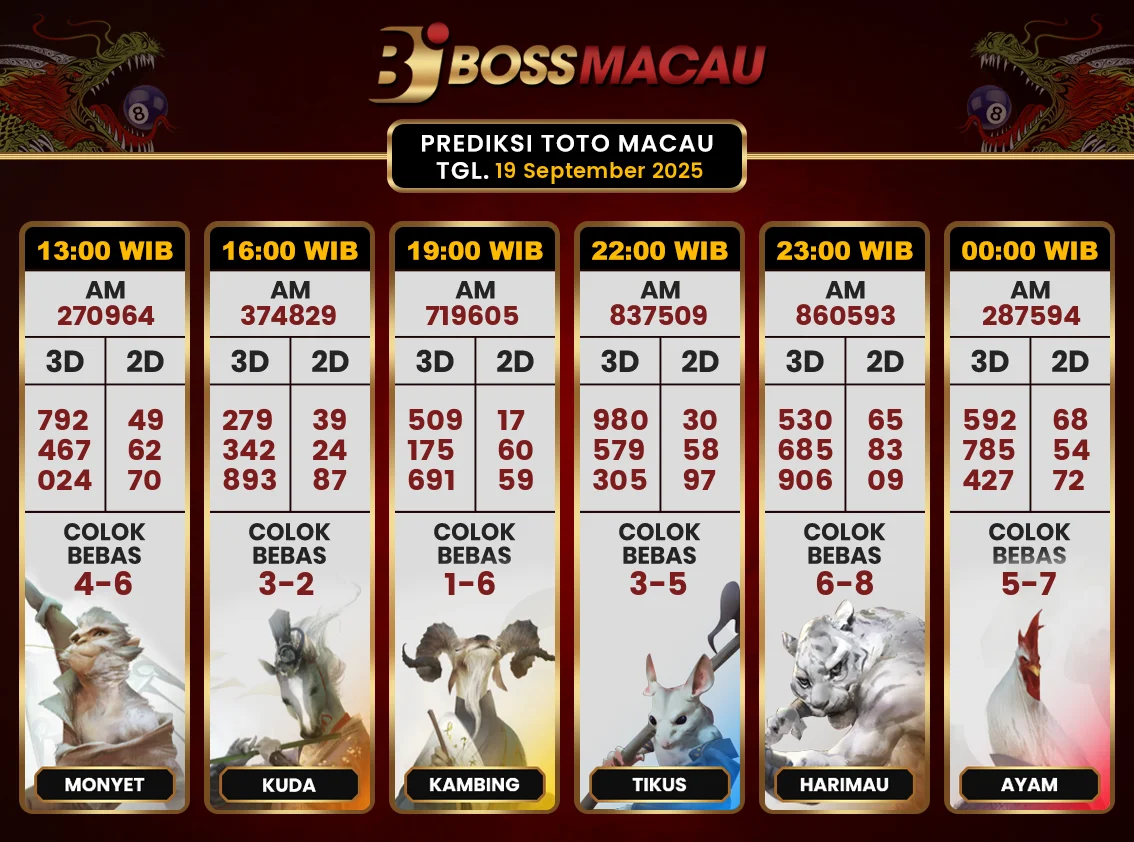 BJ BOSSMACAU
8
8
PREDIKSI TOTO MACAU
TGL. 19 September 2025
13:00 WIB
AM
270964
3D 2D
792 49
467 62
024 70
COLOK
BEBAS
4-6
MONYET
16:00 WIB
AM
374829
3D 2D
279 39
342 24
893 87
COLOK
BEBAS
3-2
KUDA
19:00 WIB
AM
719605
3D 2D
509 17
175 60
691 59
COLOK
BEBAS
1-6
KAMBING
22:00 WIB
AM
837509
3D 2D
980 30
579 58
305 97
COLOK
BEBAS
3-5
TIKUS
23:00 WIB
AM
860593
3D 2D
530 65
685 83
906 09
COLOK
BEBAS
6-8
HARIMAU
00:00 WIB
AM
287594
3D 2D
592 68
785 54
427 72
COLOK
BEBAS
5-7
AYAM